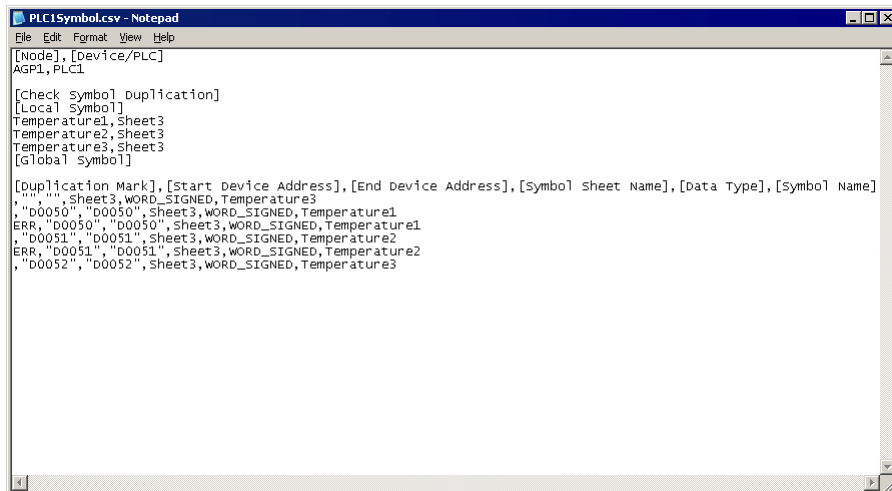 PLC1Symbol.csv - Notepad
File Edit Format View Help
[Node],[Device/PLC]
AGP1,PLC1
[Check Symbol Duplication]
[Local Symbol]
Temperature1,Sheet3
Temperature2,Sheet3
Temperature3,Sheet3
[Global Symbol]
[Duplication Mark],[Start Device Address],[End Device Address],[Symbol Sheet Name],[Data Type],[Symbol Name]
,"","",Sheet3,WORD_SIGNED,Temperature3
,"D0050","D0050",Sheet3,WORD_SIGNED,Temperature1
ERR,"D0050","D0050",Sheet3,WORD_SIGNED,Temperature1
,"D0051","D0051",Sheet3,WORD_SIGNED,Temperature2
ERR,"D0051","D0051",Sheet3,WORD_SIGNED,Temperature2
,"D0052","D0052",Sheet3,WORD_SIGNED,Temperature3